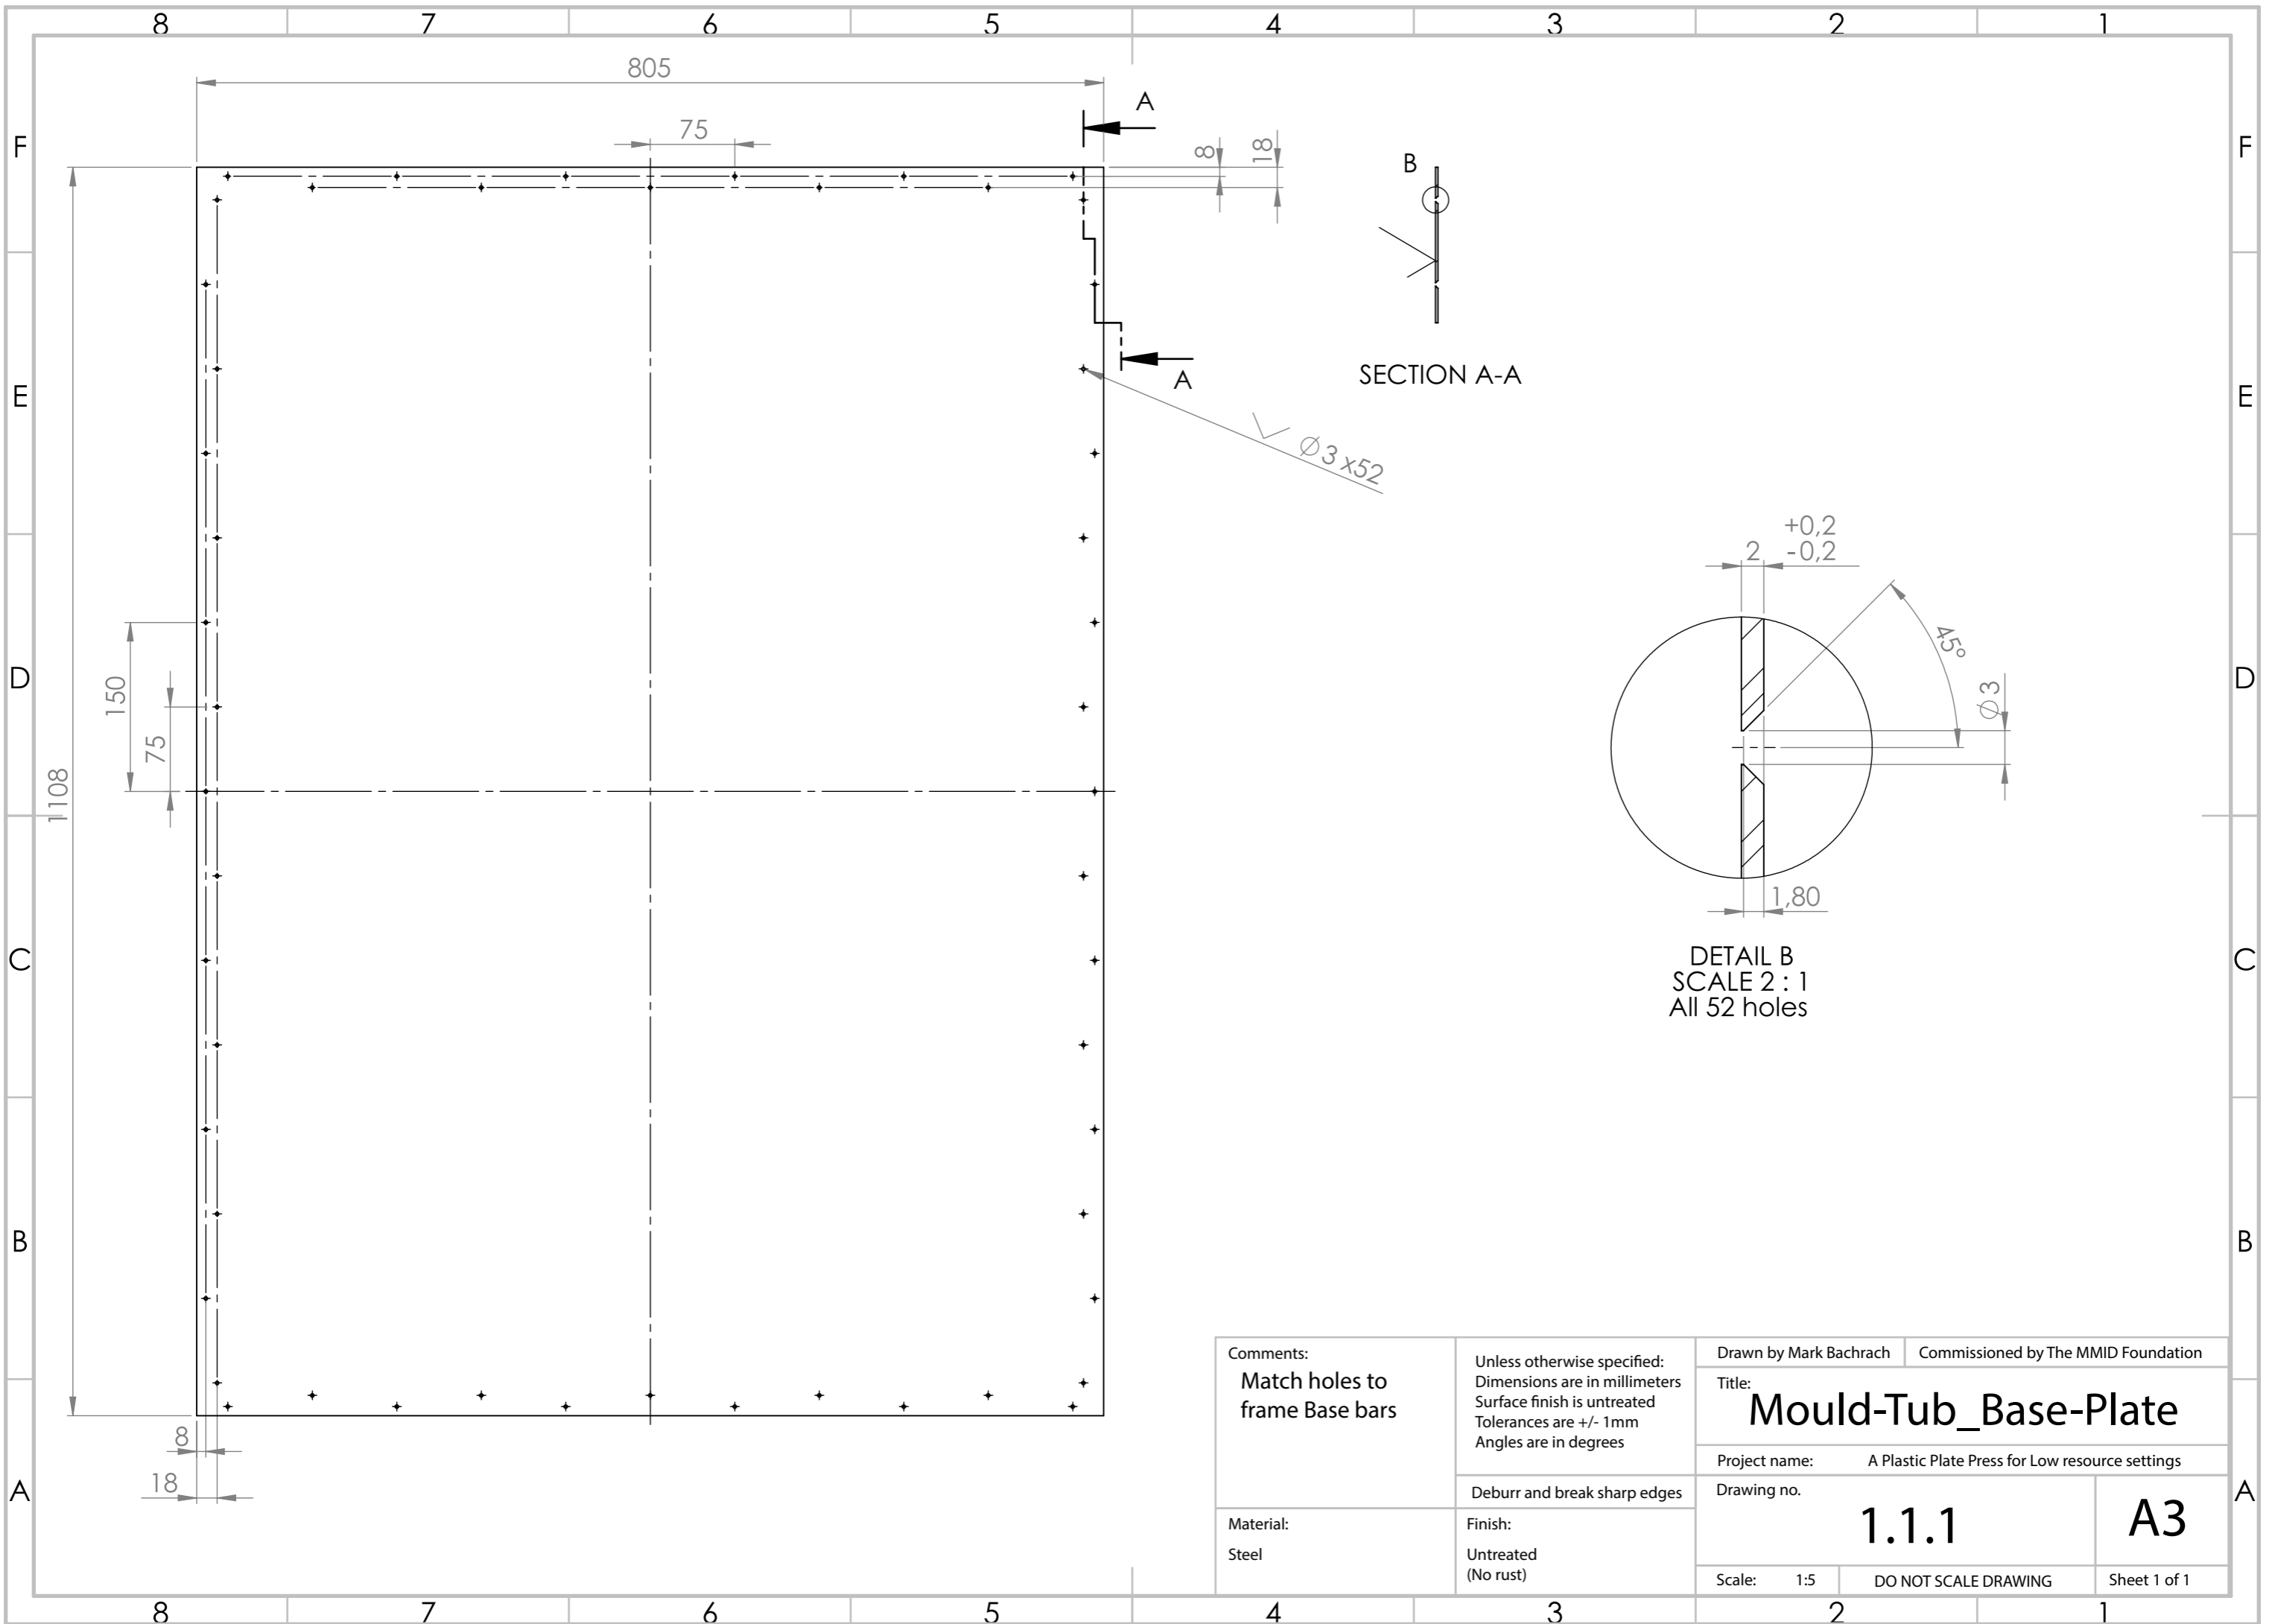 8 7 6 5 4 3 2 1
805
A
75
F
8
18
B
F
SECTION A-A
A
E
E
∅3 x52
+0,2
2 -0,2
45°
D
150
75
∅3
D
1108
1,80
C
DETAIL B
SCALE 2 : 1
All 52 holes
C
B
B
8
18
A
A
Comments:
Match holes to
frame Base bars
Unless otherwise specified:
Dimensions are in millimeters
Surface finish is untreated
Tolerances are +/- 1mm
Angles are in degrees
Deburr and break sharp edges
Material:
Steel
Finish:
Untreated
(No rust)
Drawn by Mark Bachrach Commissioned by The MMID Foundation
Title:
Mould-Tub_Base-Plate
Project name: A Plastic Plate Press for Low resource settings
Drawing no.
1.1.1
A3
Scale: 1:5 DO NOT SCALE DRAWING Sheet 1 of 1
8 7 6 5 4 3 2 1